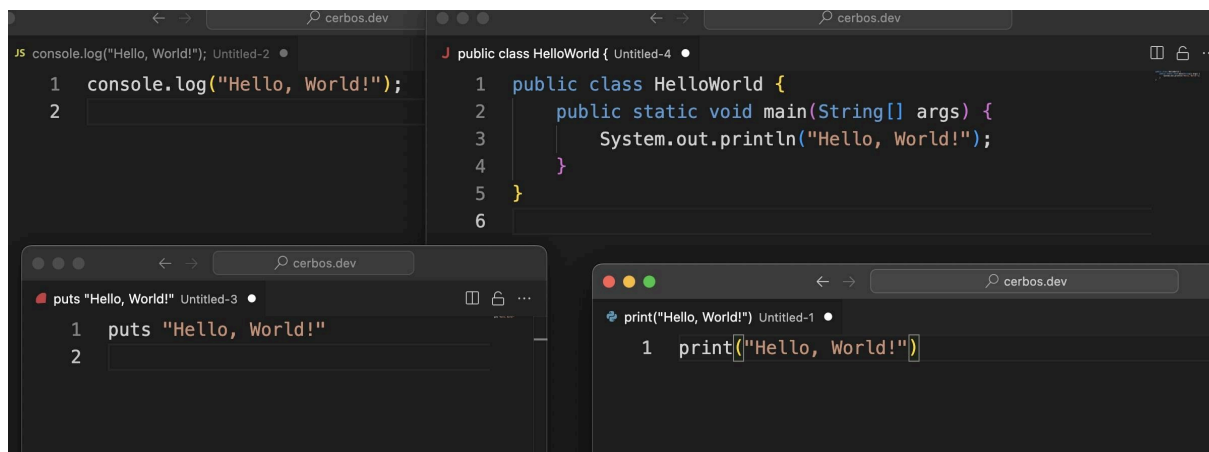 cerbos.dev
JS console.log("Hello, World!"); Untitled-2
1 console.log("Hello, World!");
2
cerbos.dev
J public class HelloWorld { Untitled-4
1 public class HelloWorld {
2 public static void main(String[] args) {
3 System.out.println("Hello, World!");
4 }
5 }
6
cerbos.dev
puts "Hello, World!" Untitled-3
1 puts "Hello, World!"
2
cerbos.dev
print("Hello, World!") Untitled-1
1 print("Hello, World!")